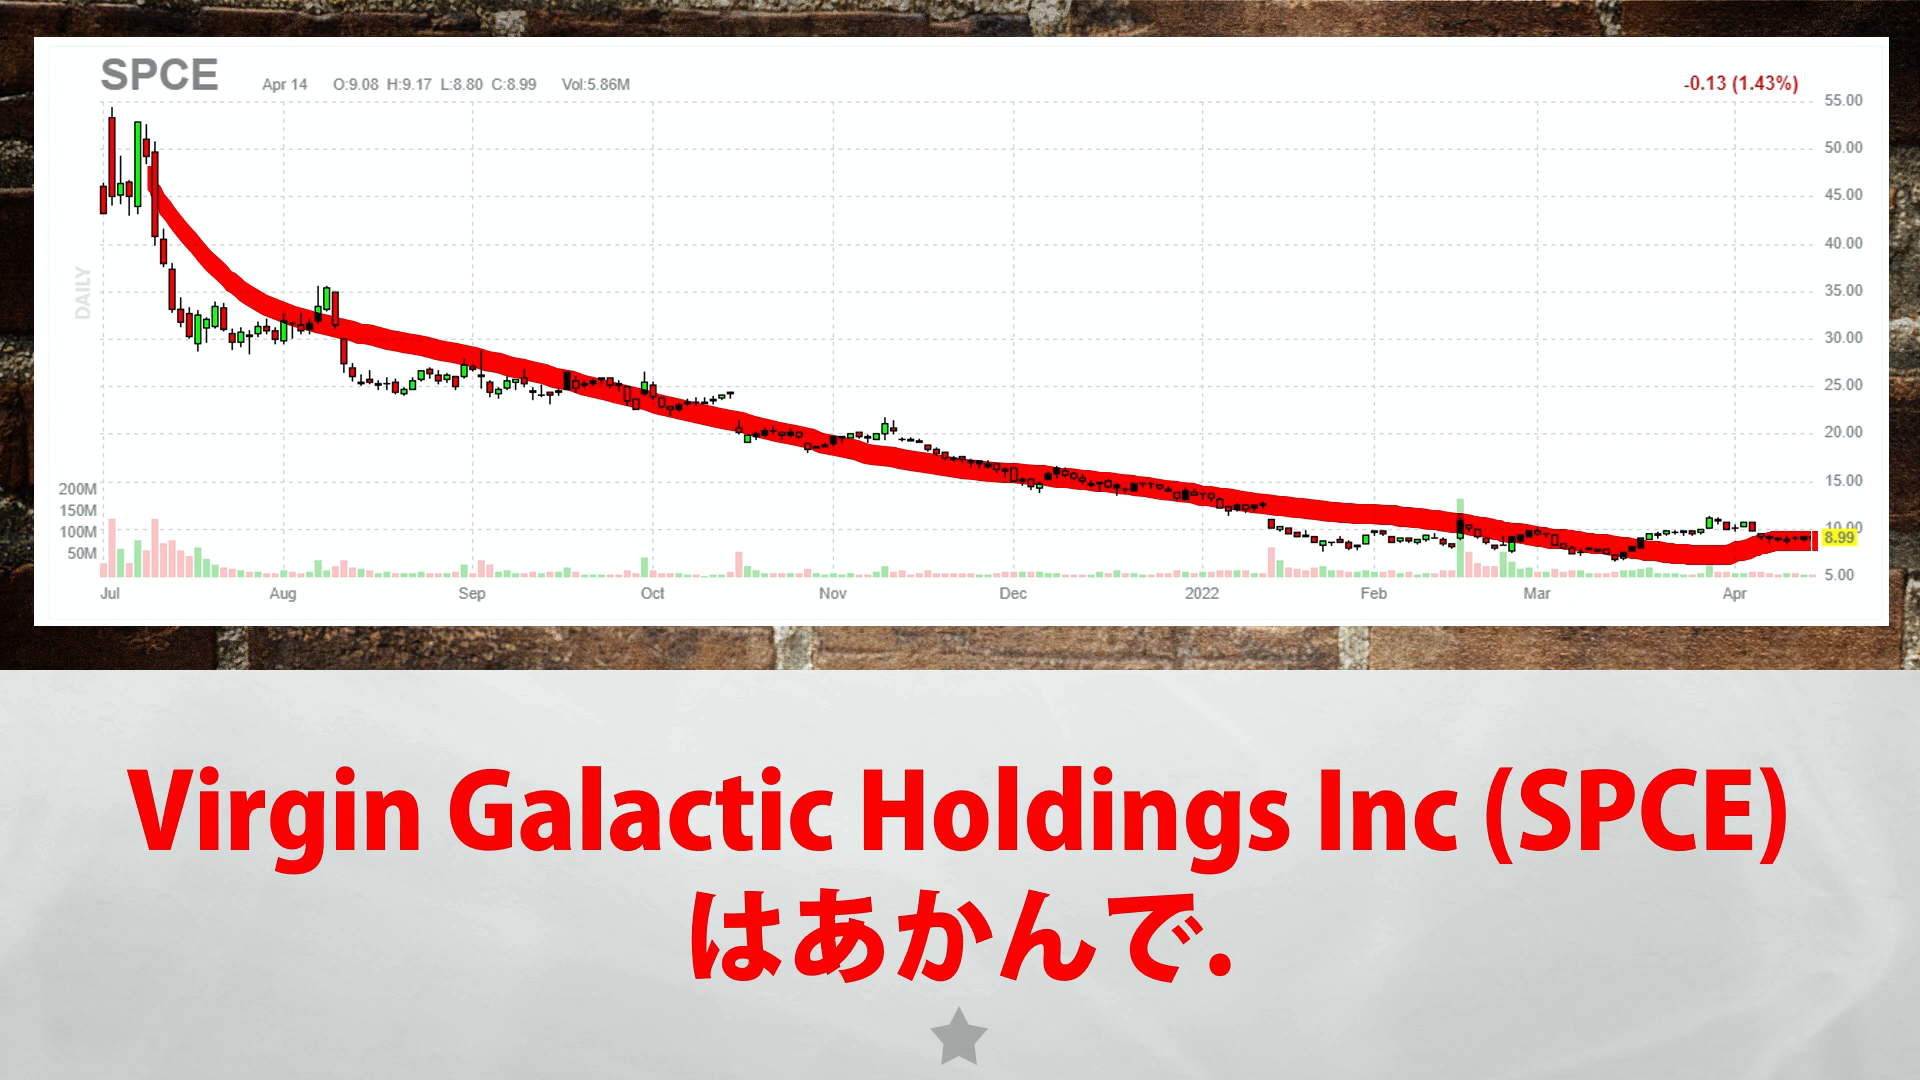 SPCE Apr 14 O:9.08 H:9.17 L:8.80 C:8.99 Vol:5.86M -0.13 (1.43%)
55.00
50.00
45.00
40.00
DAILY
35.00
30.00
25.00
20.00
15.00
200M
150M
10.00
100M
8.99
50M
5.00
Jul Aug Sep Oct Nov Dec 2022 Feb Mar Apr
Virgin Galactic Holdings Inc (SPCE)
はあかんで.